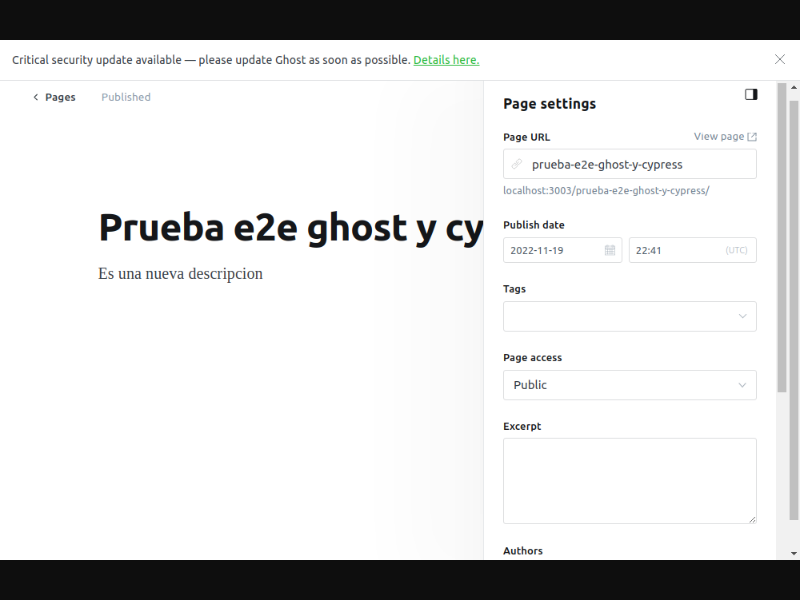 Critical security update available — please update Ghost as soon as possible. Details here.
Pages Published
Prueba e2e ghost y cy
Es una nueva descripcion
Page settings
Page URL View page
prueba-e2e-ghost-y-cypress
localhost:3003/prueba-e2e-ghost-y-cypress/
Publish date
2022-11-19 22:41 (UTC)
Tags
Page access
Public
Excerpt
Authors